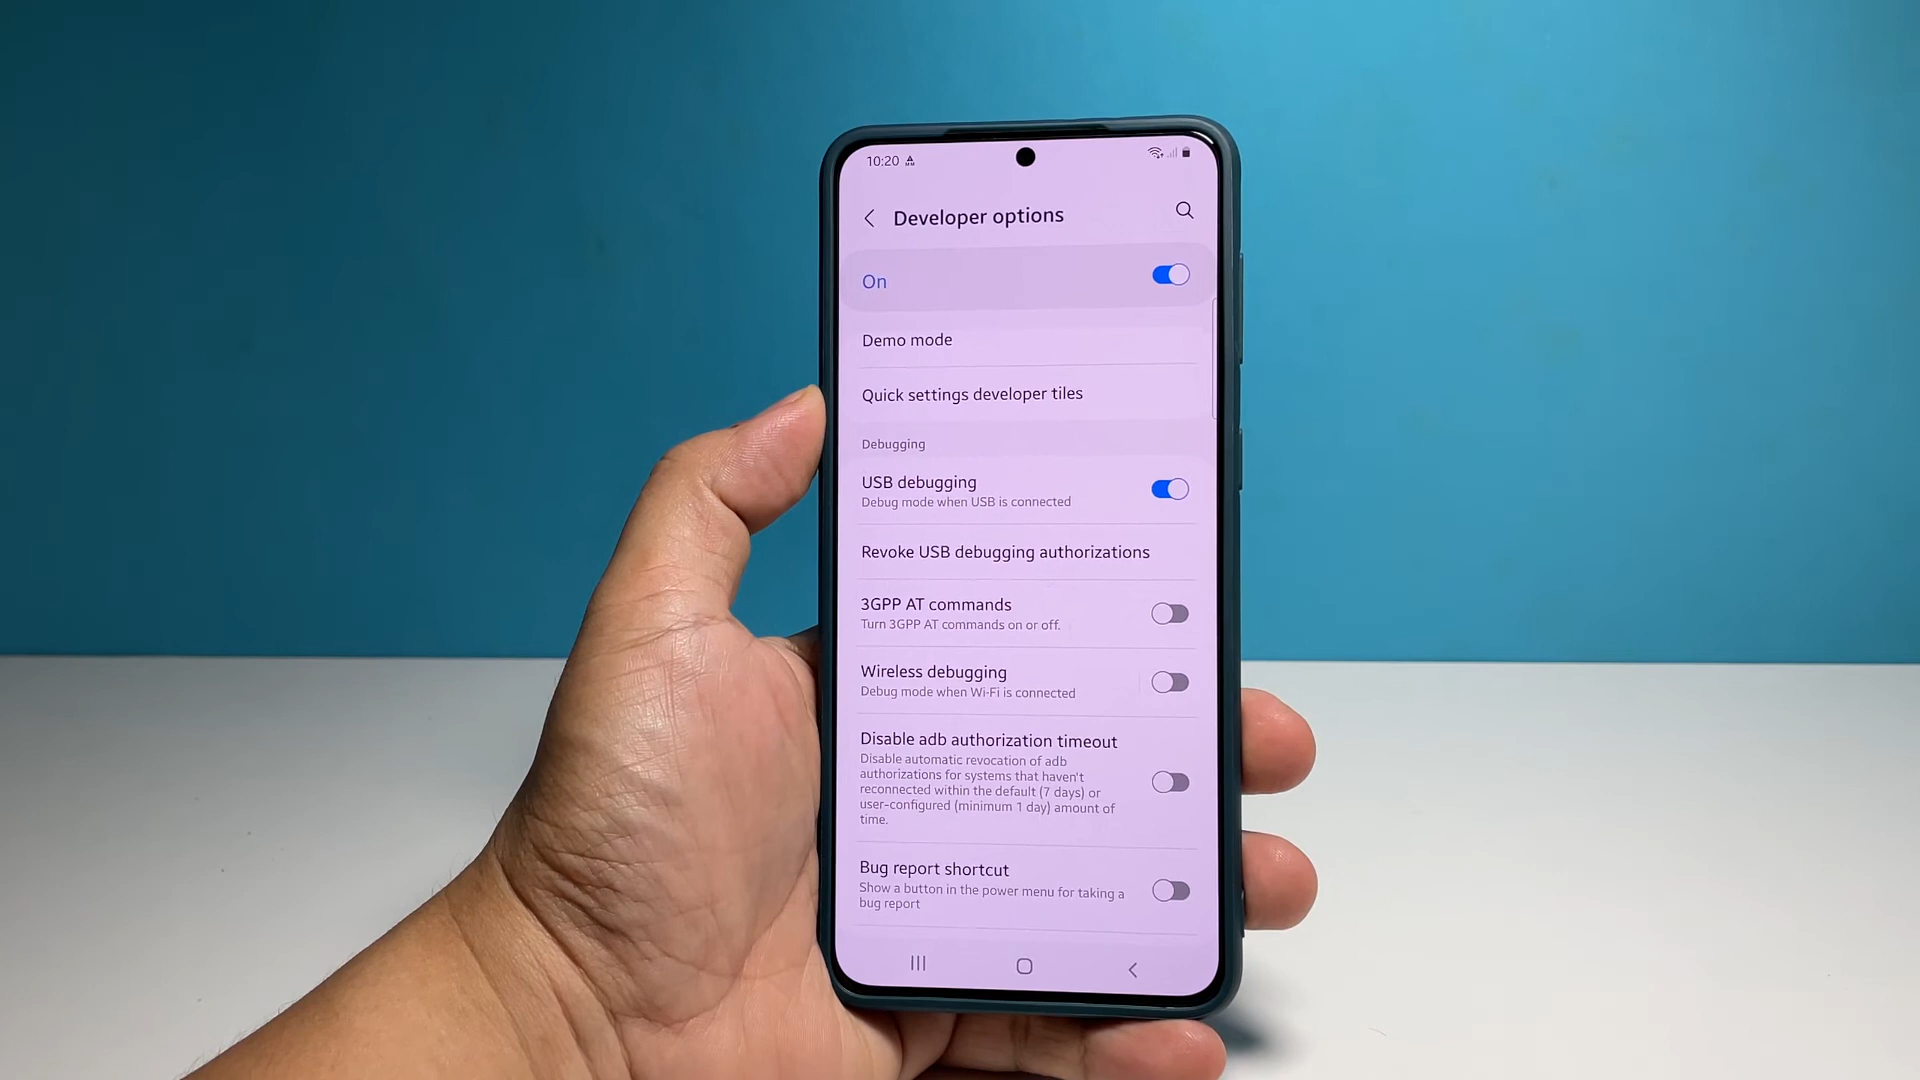 10:20
Developer options
On
Demo mode
Quick settings developer tiles
Debugging
USB debugging
Debug mode when USB is connected
Revoke USB debugging authorizations
3GPP AT commands
Turn 3GPP AT commands on or off.
Wireless debugging
Debug mode when Wi-Fi is connected
Disable adb authorization timeout
Disable automatic revocation of adb
authorizations for systems that haven't
reconnected within the default (7 days) or
user-configured (minimum 1 day) amount of
time.
Bug report shortcut
Show a button in the power menu for taking a
bug report